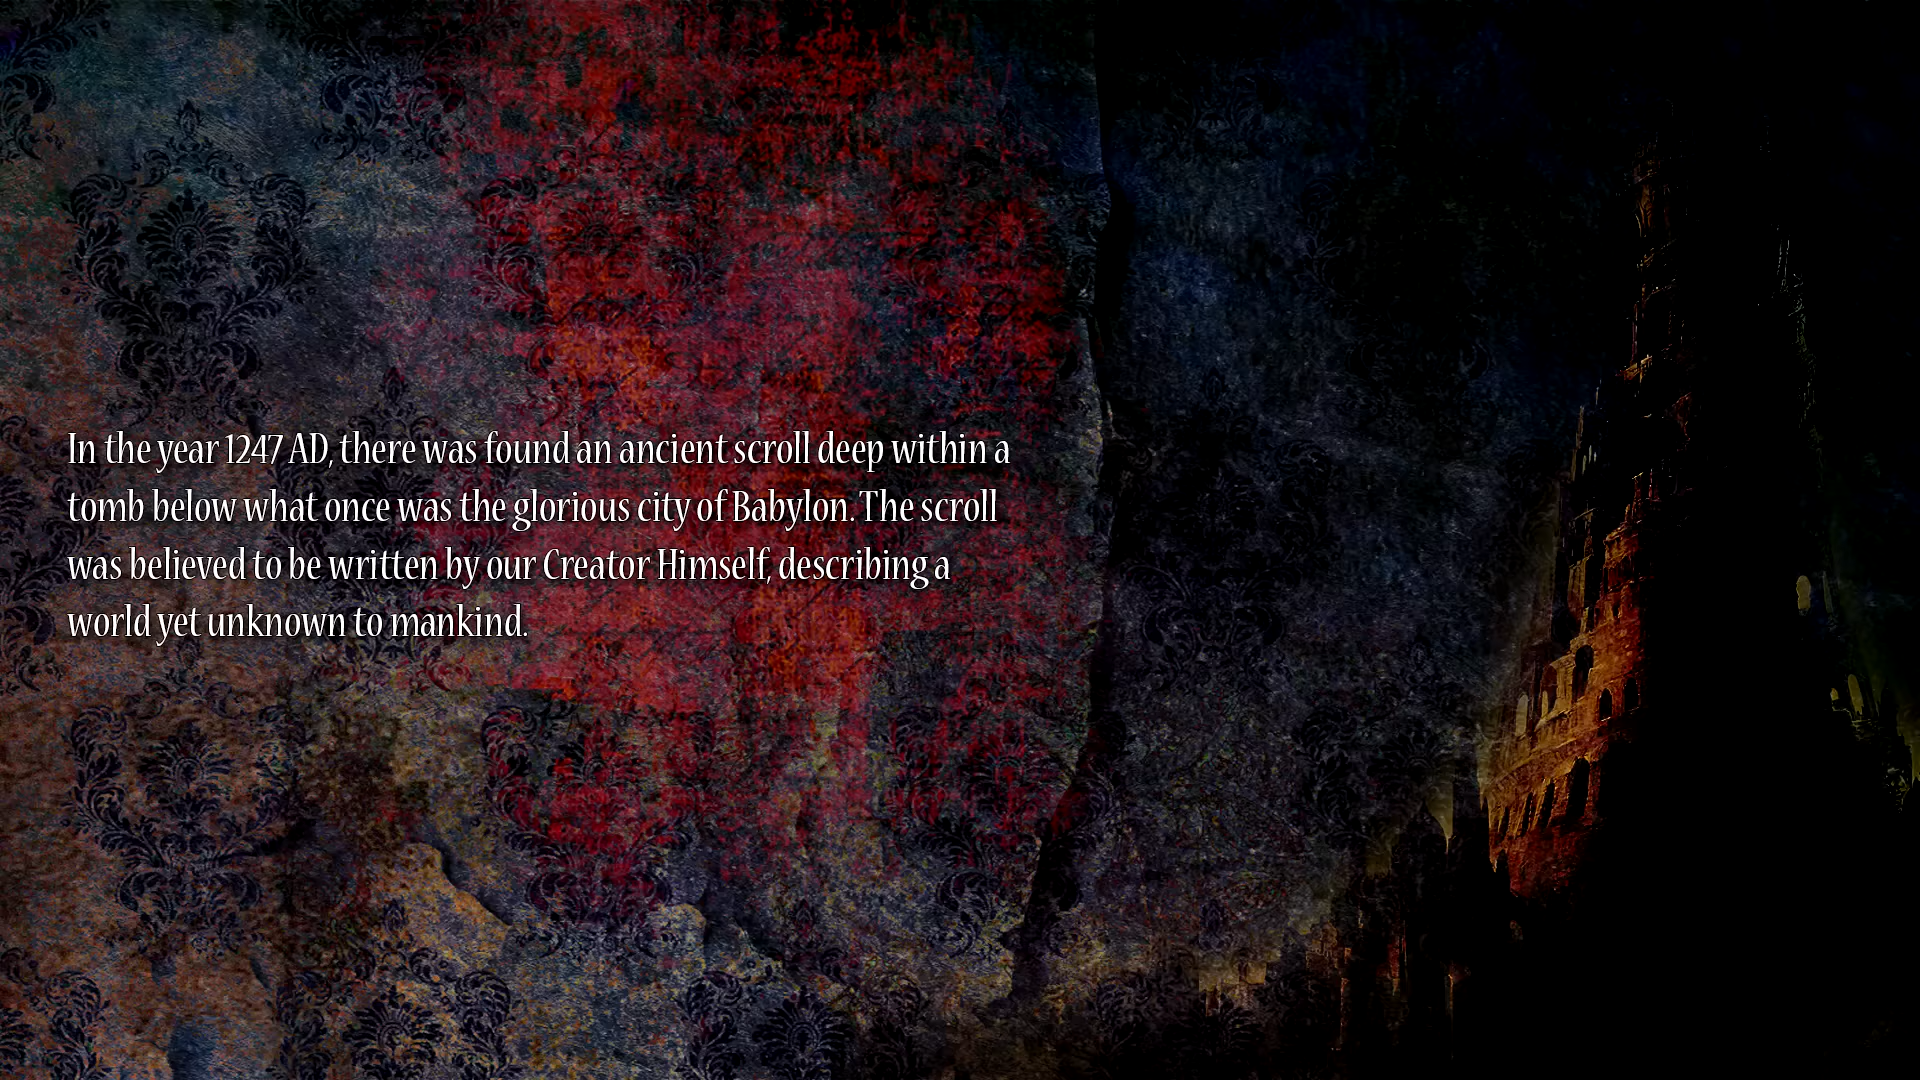 In the year 1247 AD, there was found an ancient scroll deep within a
tomb below what once was the glorious city of Babylon. The scroll
was believed to be written by our Creator Himself, describing a
world yet unknown to mankind.